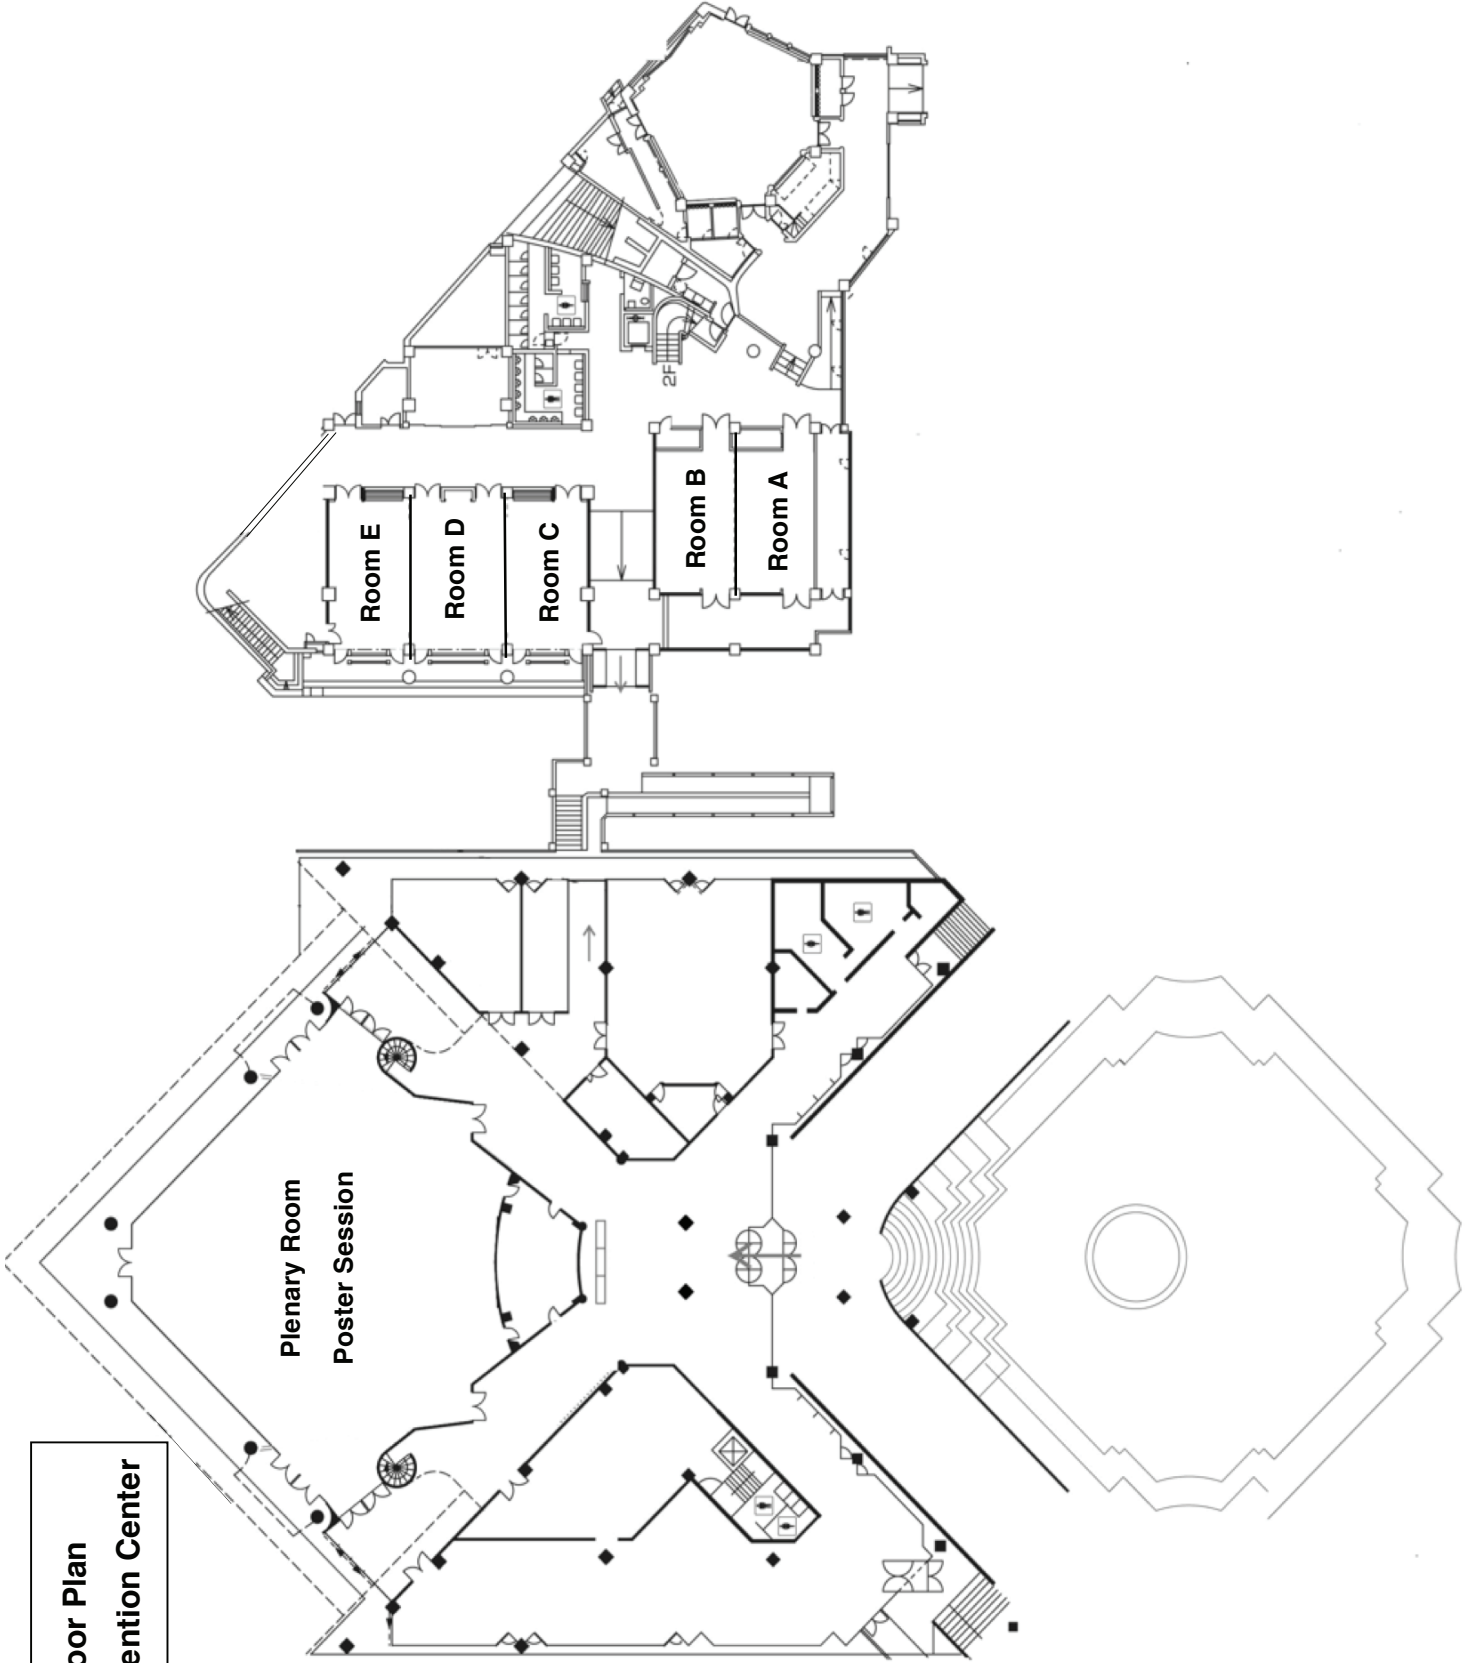 oor Plan
ention Center
Plenary Room
Poster Session
Room E
Room D
Room C
Room B
Room A
2F